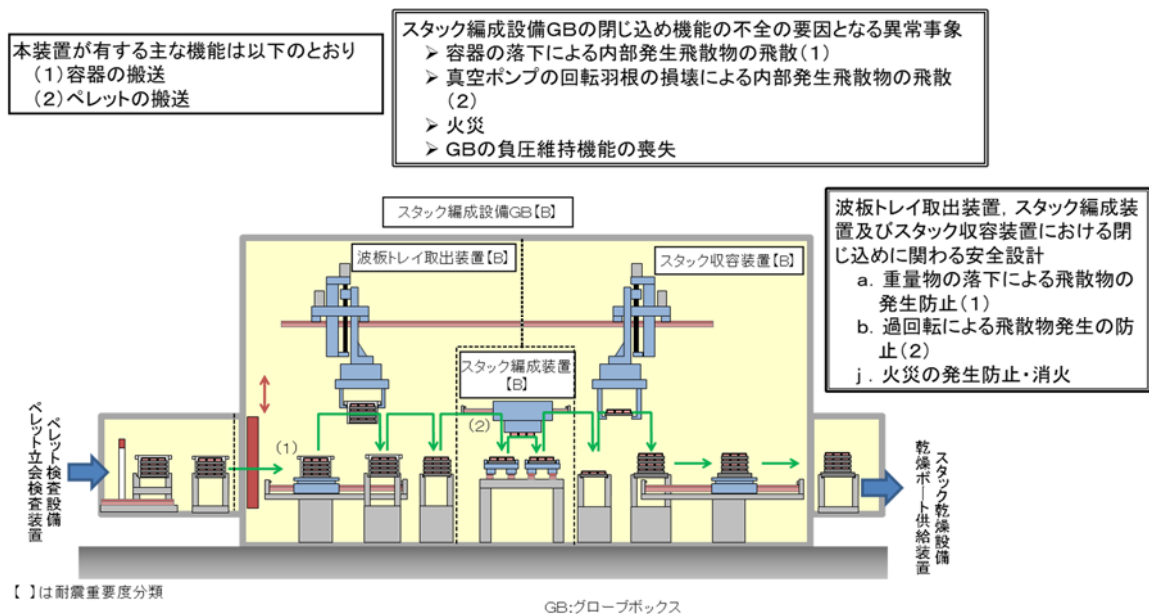 本装置が有する主な機能は以下のとおり
(1)容器の搬送
(2)ペレットの搬送
スタック編成設備GBの閉じ込め機能の不全の要因となる異常事象
➢ 容器の落下による内部発生飛散物の飛散(1)
➢ 真空ポンプの回転羽根の損壊による内部発生飛散物の飛散
(2)
➢ 火災
➢ GBの負圧維持機能の喪失
波板トレイ取出装置，スタック編成装
置及びスタック収容装置における閉
じ込めに関わる安全設計
a．重量物の落下による飛散物の
発生防止(1)
b．過回転による飛散物発生の防
止(2)
j．火災の発生防止・消火
スタック編成設備GB【B】
波板トレイ取出装置【B】
スタック収容装置【B】
スタック編成装置
【B】
(1)
(2)
ペレット検査設備
ペレット立会検査装置
スタック乾燥設備
乾燥ボート供給装置
【 】は耐震重要度分類
GB:グローブボックス